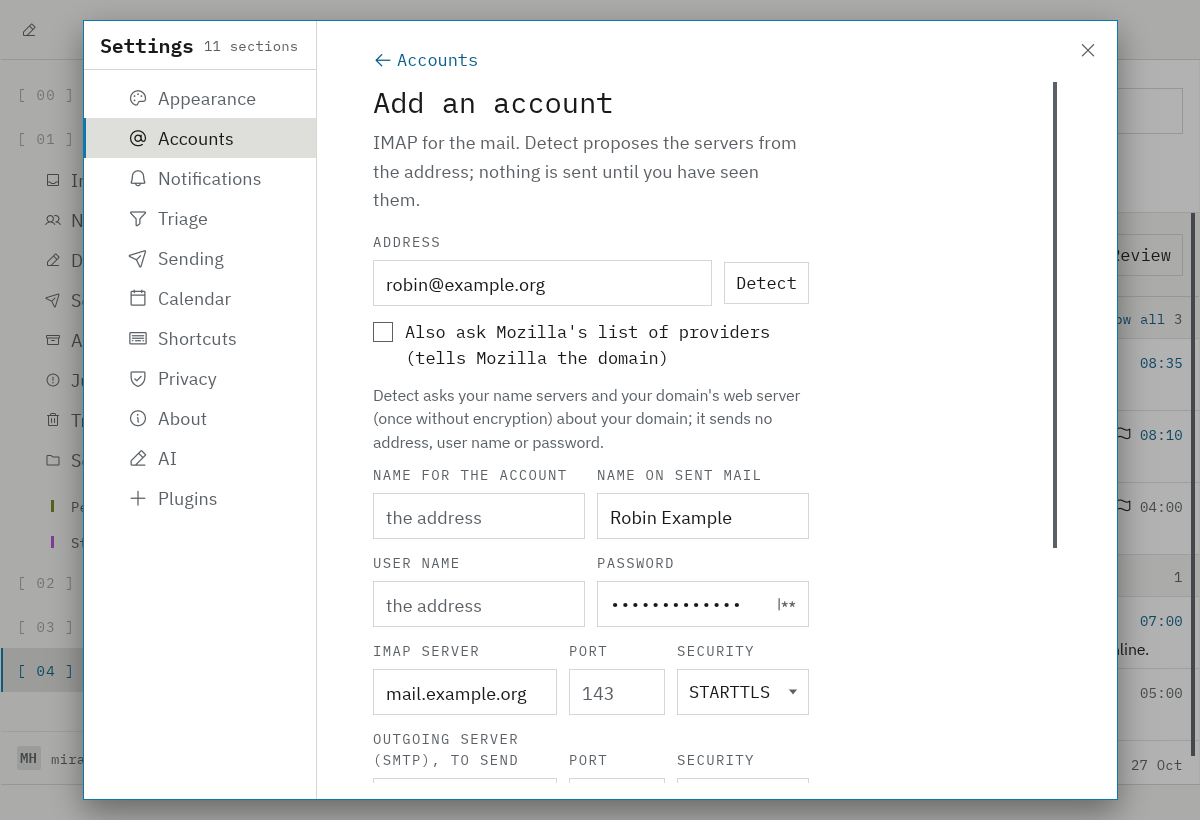 Settings 11 sections
Appearance
Accounts
Notifications
Triage
Sending
Calendar
Shortcuts
Privacy
About
AI
Plugins
← Accounts
Add an account
IMAP for the mail. Detect proposes the servers from
the address; nothing is sent until you have seen
them.
ADDRESS
robin@example.org
Detect
Also ask Mozilla's list of providers
(tells Mozilla the domain)
Detect asks your name servers and your domain's web server
(once without encryption) about your domain; it sends no
address, user name or password.
NAME FOR THE ACCOUNT NAME ON SENT MAIL
the address Robin Example
USER NAME PASSWORD
the address •••••••••••••
IMAP SERVER PORT SECURITY
mail.example.org 143 STARTTLS
OUTGOING SERVER
(SMTP), TO SEND PORT SECURITY
[ 00 ]
[ 01 ]
[ 02 ]
[ 03 ]
[ 04 ]
MH
all 3
08:35
08:10
04:00
1
07:00
05:00
27 Oct